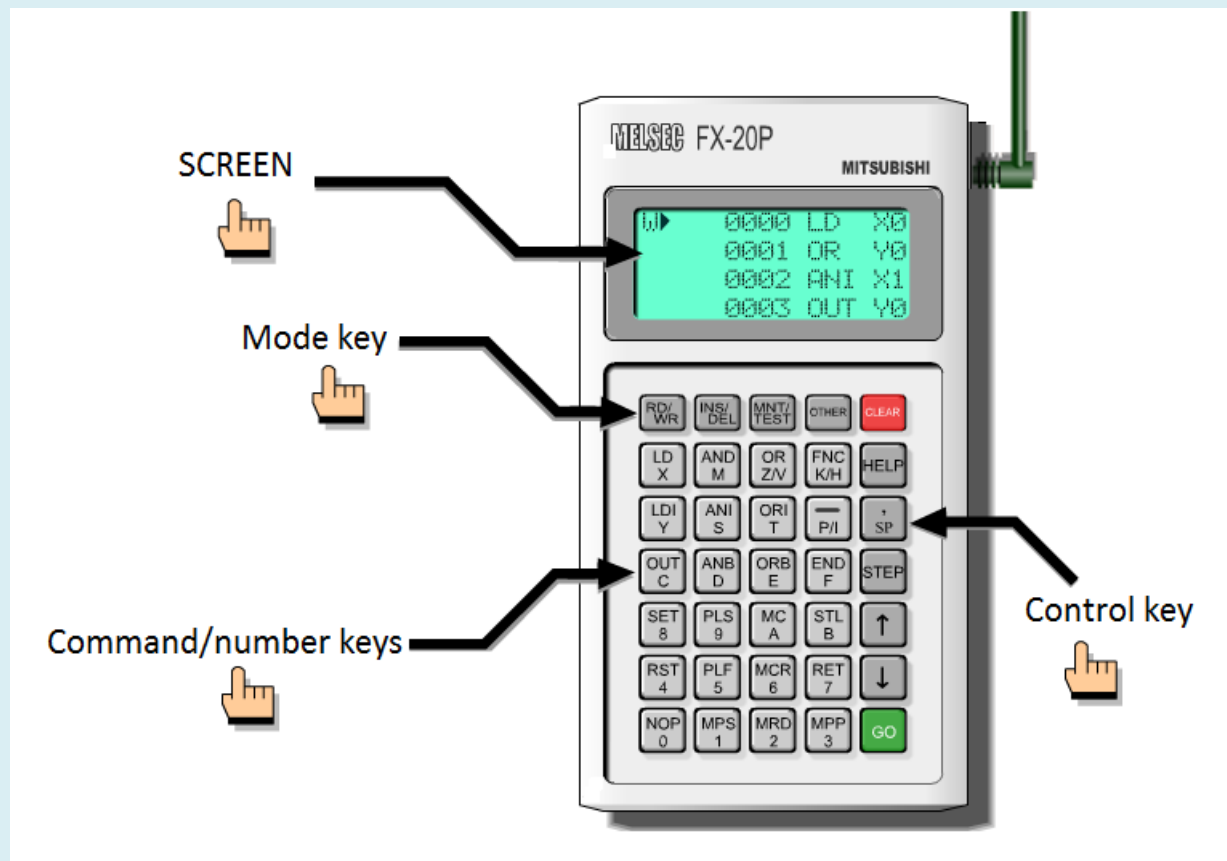 MELSEC FX-20P
MITSUBISHI
SCREEN
W 0000 LD X0
0001 OR Y0
0002 ANI X1
0003 OUT Y0
Mode key
RD/WR INS/DEL MNT/TEST OTHER CLEAR
LD AND OR FNC HELP
X M Z/V K/H
LDI ANI ORI — , SP
Y S T P/I
OUT ANB ORB END STEP
C D E F
Control key
SET PLS MC STL ↑
8 9 A B
Command/number keys
RST PLF MCR RET ↓
4 5 6 7
NOP MPS MRD MPP GO
0 1 2 3